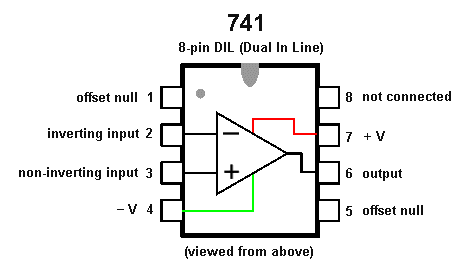 741
8-pin DIL (Dual In Line)
offset null 1
8 not connected
inverting input 2
7 + V
non-inverting input 3
6 output
– V 4
5 offset null
−
+
(viewed from above)